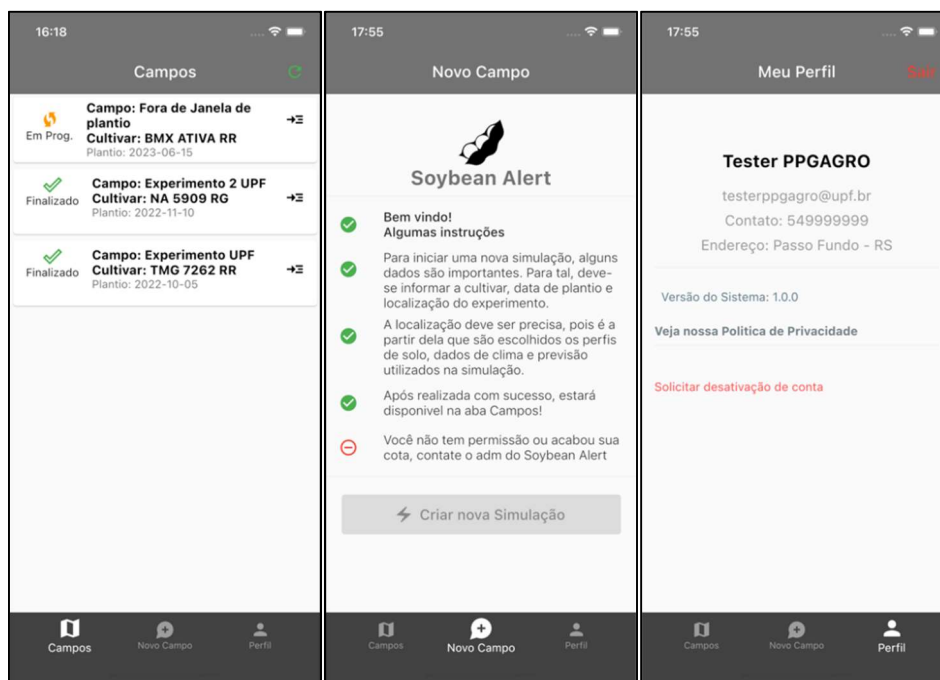 16:18
Campos
Em Prog.
Campo: Fora de Janela de
plantio
Cultivar: BMX ATIVA RR
Plantio: 2023-06-15
Finalizado
Campo: Experimento 2 UPF
Cultivar: NA 5909 RG
Plantio: 2022-11-10
Finalizado
Campo: Experimento UPF
Cultivar: TMG 7262 RR
Plantio: 2022-10-05
Campos
Novo Campo
Perfil
17:55
Novo Campo
Soybean Alert
Bem vindo!
Algumas instruções
Para iniciar uma nova simulação, alguns
dados são importantes. Para tal, deve-
se informar a cultivar, data de plantio e
localização do experimento.
A localização deve ser precisa, pois é a
partir dela que são escolhidos os perfis
de solo, dados de clima e previsão
utilizados na simulação.
Após realizada com sucesso, estará
disponivel na aba Campos!
Você não tem permissão ou acabou sua
cota, contate o adm do Soybean Alert
Criar nova Simulação
Campos
Novo Campo
Perfil
17:55
Meu Perfil
Sair
Tester PPGAGRO
testerppgagro@upf.br
Contato: 549999999
Endereço: Passo Fundo - RS
Versão do Sistema: 1.0.0
Veja nossa Politica de Privacidade
Solicitar desativação de conta
Campos
Novo Campo
Perfil